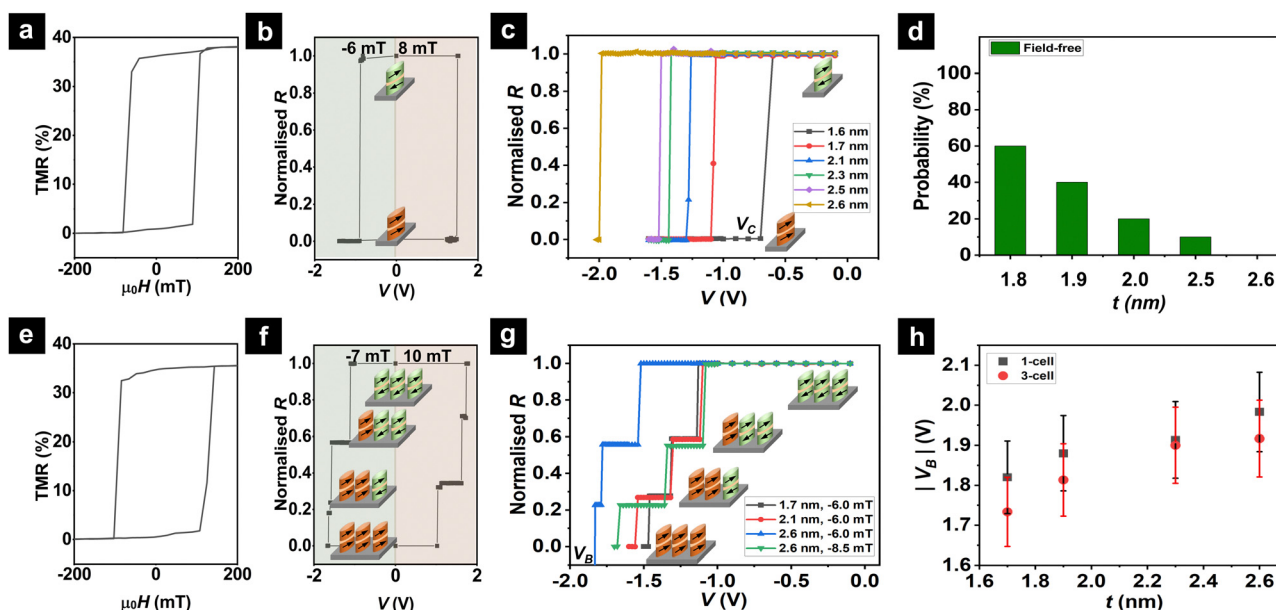 a
TMR (%)
40
30
20
10
0
-200
0
200
μ₀H (mT)
b
Normalised R
-6 mT
8 mT
1.0
0.8
0.6
0.4
0.2
0.0
-2
0
2
V (V)
c
Normalised R
1.0
0.8
0.6
0.4
0.2
0.0
1.6 nm
1.7 nm
2.1 nm
2.3 nm
2.5 nm
2.6 nm
V_C
-2.0
-1.5
-1.0
-0.5
0.0
V (V)
d
Probability (%)
Field-free
100
80
60
40
20
0
1.8
1.9
2.0
2.5
2.6
t (nm)
e
TMR (%)
40
30
20
10
0
-200
0
200
μ₀H (mT)
f
Normalised R
-7 mT
10 mT
1.0
0.8
0.6
0.4
0.2
0.0
-2
0
2
V (V)
g
Normalised R
1.0
0.8
0.6
0.4
0.2
0.0
1.7 nm, -6.0 mT
2.1 nm, -6.0 mT
2.6 nm, -6.0 mT
2.6 nm, -8.5 mT
V_B
-2.0
-1.5
-1.0
-0.5
0.0
V (V)
h
| V_B | (V)
1-cell
3-cell
2.1
2.0
1.9
1.8
1.7
1.6
1.6
1.8
2.0
2.2
2.4
2.6
t (nm)